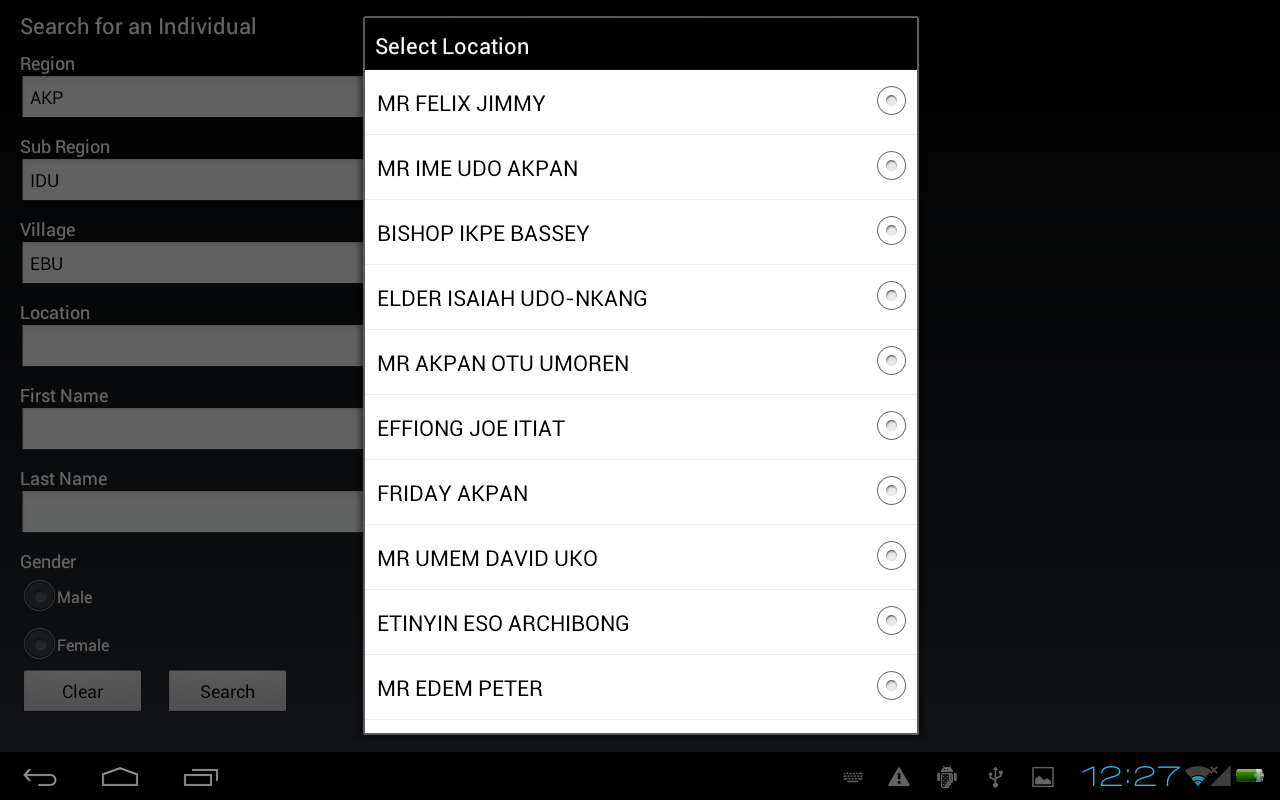 Search for an Individual
Region
AKP
Sub Region
IDU
Village
EBU
Location
First Name
Last Name
Gender
Male
Female
Clear
Search
Select Location
MR FELIX JIMMY
MR IME UDO AKPAN
BISHOP IKPE BASSEY
ELDER ISAIAH UDO-NKANG
MR AKPAN OTU UMOREN
EFFIONG JOE ITIAT
FRIDAY AKPAN
MR UMEM DAVID UKO
ETINYIN ESO ARCHIBONG
MR EDEM PETER
12:27